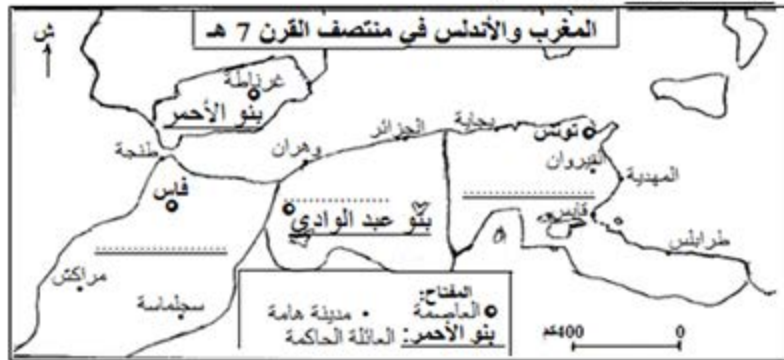 المغرب والأندلس في منتصف القرن 7 هـ
ش
غرناطة
بنو الأحمر
طنجة
وهران
الجزائر
بجاية
تونس
القيروان
المهدية
فاس
....................
بنو عبد الوادي
....................
قابس
طرابلس
....................
مراكش
سجلماسة
المفتاح:
العاصمة
مدينة هامة
بنو الأحمر: العائلة الحاكمة
400كم
0